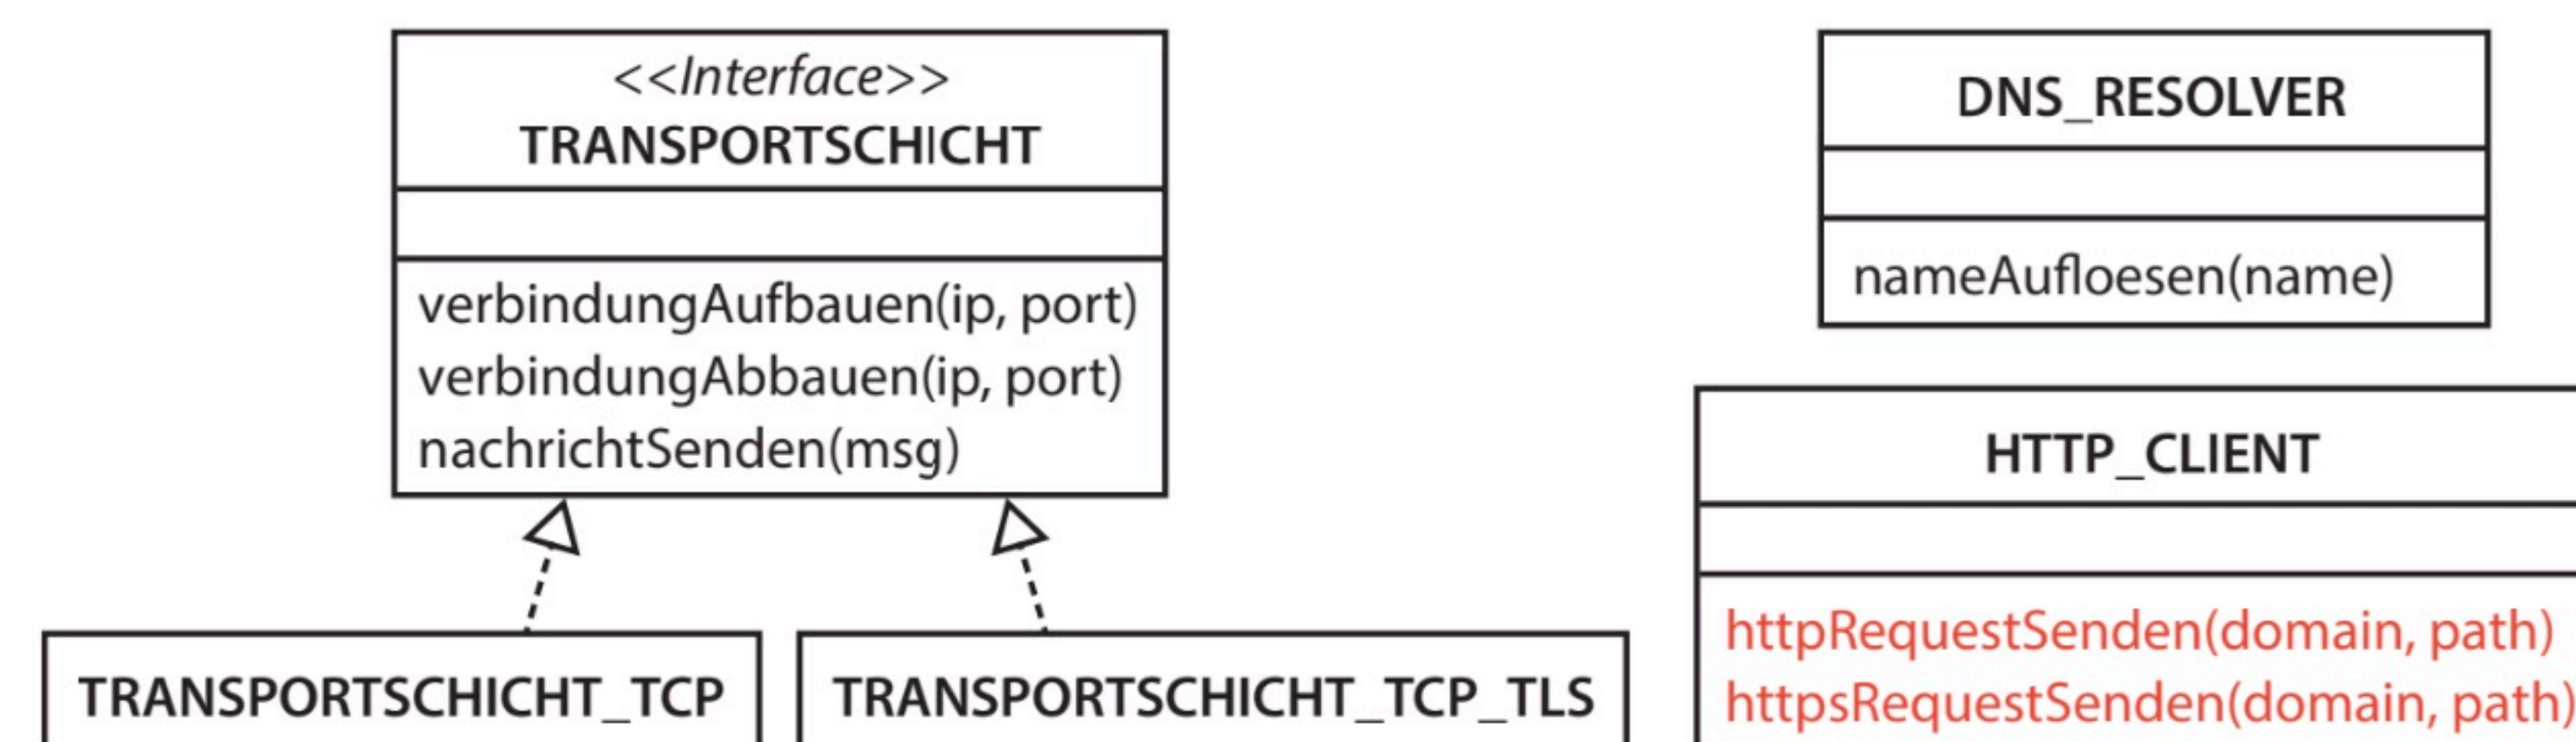 <<Interface>>
TRANSPORTSCHICHT
verbindungAufbauen(ip, port)
verbindungAbbauen(ip, port)
nachrichtSenden(msg)
TRANSPORTSCHICHT_TCP
TRANSPORTSCHICHT_TCP_TLS
DNS_RESOLVER
nameAufloesen(name)
HTTP_CLIENT
httpRequestSenden(domain, path)
httpsRequestSenden(domain, path)